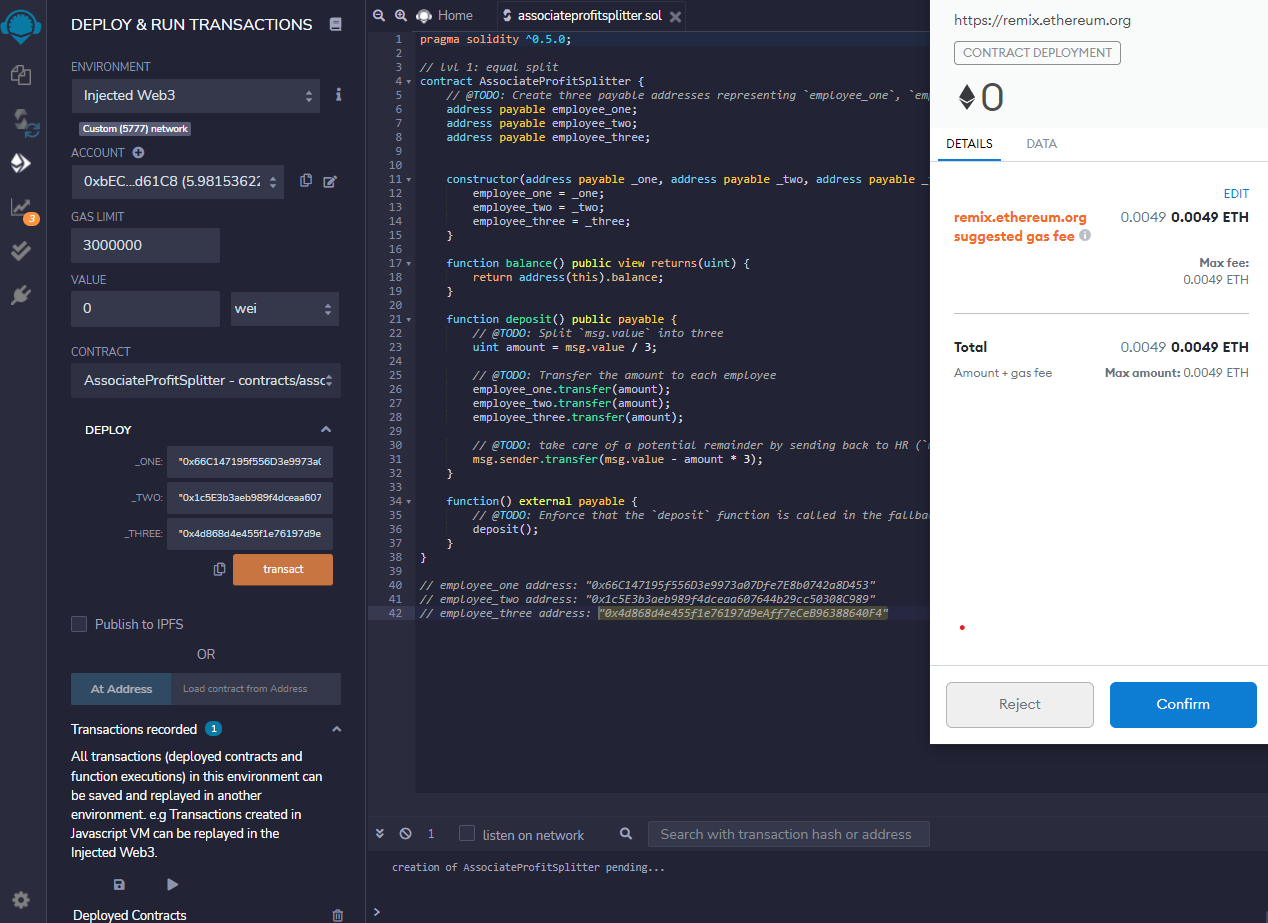 DEPLOY & RUN TRANSACTIONS
ENVIRONMENT
Injected Web3
Custom (5777) network
ACCOUNT
0xbEC...d61C8 (5.98153622
GAS LIMIT
3000000
VALUE
0
wei
CONTRACT
AssociateProfitSplitter - contracts/assc
DEPLOY
_ONE:
"0x66C147195f556D3e9973a0
_TWO:
"0x1c5E3b3aeb989f4dceaa607
_THREE:
"0x4d868d4e455f1e76197d9e
transact
Publish to IPFS
OR
At Address
Load contract from Address
Transactions recorded 1
All transactions (deployed contracts and
function executions) in this environment can
be saved and replayed in another
environment. e.g Transactions created in
Javascript VM can be replayed in the
Injected Web3.
Deployed Contracts
3
Home
associateprofitsplitter.sol
1 pragma solidity ^0.5.0;
2
3 // lvl 1: equal split
4 contract AssociateProfitSplitter {
5 // @TODO: Create three payable addresses representing `employee_one`, `em
6 address payable employee_one;
7 address payable employee_two;
8 address payable employee_three;
9
10
11 constructor(address payable _one, address payable _two, address payable _
12 employee_one = _one;
13 employee_two = _two;
14 employee_three = _three;
15 }
16
17 function balance() public view returns(uint) {
18 return address(this).balance;
19 }
20
21 function deposit() public payable {
22 // @TODO: Split `msg.value` into three
23 uint amount = msg.value / 3;
24
25 // @TODO: Transfer the amount to each employee
26 employee_one.transfer(amount);
27 employee_two.transfer(amount);
28 employee_three.transfer(amount);
29
30 // @TODO: take care of a potential remainder by sending back to HR (`
31 msg.sender.transfer(msg.value - amount * 3);
32 }
33
34 function() external payable {
35 // @TODO: Enforce that the `deposit` function is called in the fallba
36 deposit();
37 }
38 }
39
40 // employee_one address: "0x66C147195f556D3e9973a07Dfe7E8b0742a8D453"
41 // employee_two address: "0x1c5E3b3aeb989f4dceaa607644b29cc50308C989"
42 // employee_three address: "0x4d868d4e455f1e76197d9eAff7eCeB96388640F4"
1
listen on network
Search with transaction hash or address
creation of AssociateProfitSplitter pending...
>
https://remix.ethereum.org
CONTRACT DEPLOYMENT
0
DETAILS
DATA
EDIT
remix.ethereum.org
suggested gas fee
0.0049 0.0049 ETH
Max fee:
0.0049 ETH
Total
0.0049 0.0049 ETH
Amount + gas fee
Max amount: 0.0049 ETH
Reject
Confirm